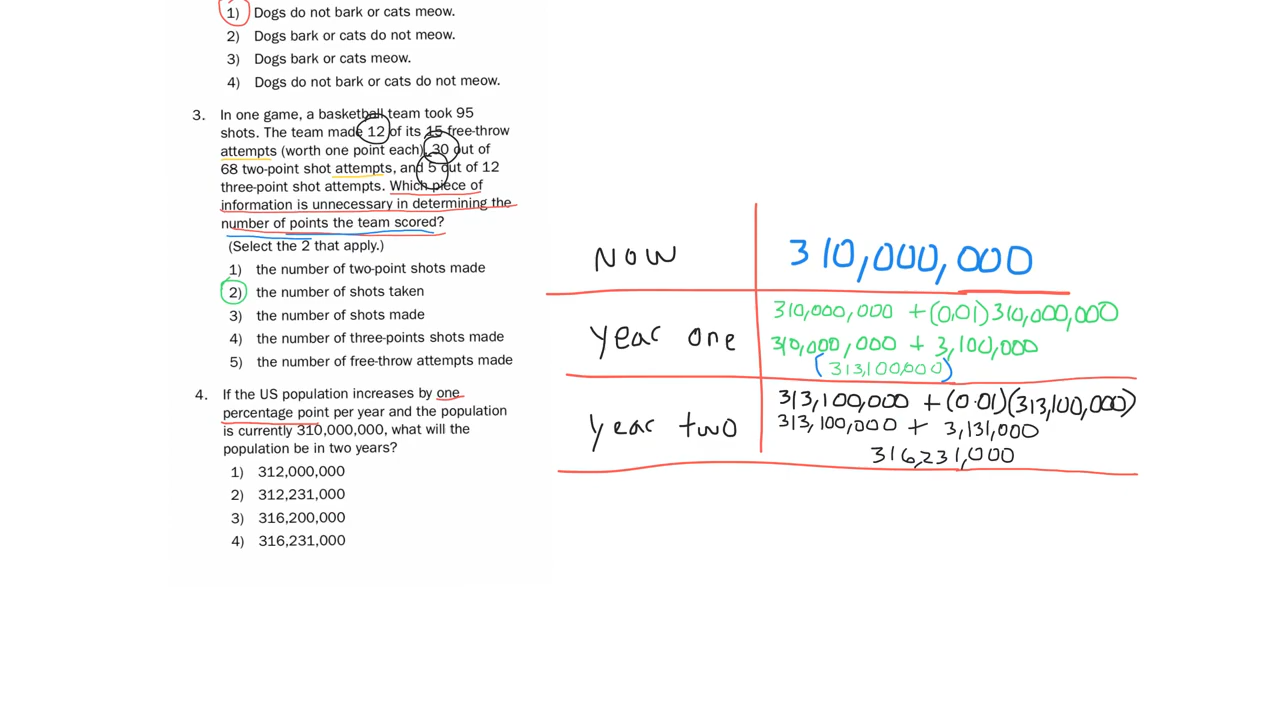 1) Dogs do not bark or cats meow.
2) Dogs bark or cats do not meow.
3) Dogs bark or cats meow.
4) Dogs do not bark or cats do not meow.
3. In one game, a basketball team took 95
shots. The team made 12 of its 15 free-throw
attempts (worth one point each), 30 out of
68 two-point shot attempts, and 5 out of 12
three-point shot attempts. Which piece of
information is unnecessary in determining the
number of points the team scored?
(Select the 2 that apply.)
1) the number of two-point shots made
2) the number of shots taken
3) the number of shots made
4) the number of three-points shots made
5) the number of free-throw attempts made
4. If the US population increases by one
percentage point per year and the population
is currently 310,000,000, what will the
population be in two years?
1) 312,000,000
2) 312,231,000
3) 316,200,000
4) 316,231,000
NOW 310,000,000
year one 310,000,000 + (0.01) 310,000,000
310,000,000 + 3,100,000
(313,100,000)
year two 313,100,000 + (0.01)(313,100,000)
313,100,000 + 3,131,000
316,231,000